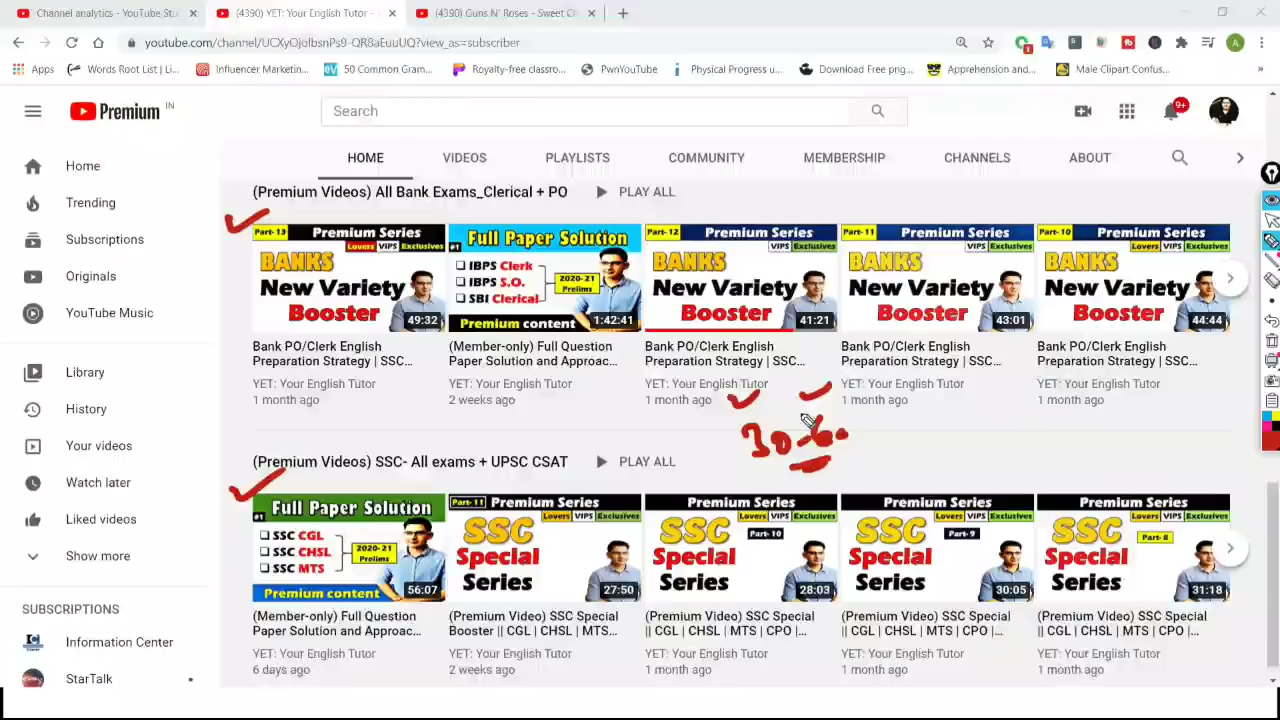 Channel analytics - YouTube Stu
(4390) YET: Your English Tutor -
(4390) Guns N' Roses - Sweet Ch
youtube.com/channel/UCXyOjoIbsnPs9-QR8aEuuUQ?view_as=subscriber
Apps
Words Root List | Li...
Influencer Marketin...
50 Common Gram...
Royalty-free classro...
PwnYouTube
Physical Progress u...
Download Free png...
Apprehension and...
Male Clipart Confus...
»
Premium IN
Search
9+
HOME VIDEOS PLAYLISTS COMMUNITY MEMBERSHIP CHANNELS ABOUT
Home
Trending
Subscriptions
Originals
YouTube Music
Library
History
Your videos
Watch later
Liked videos
Show more
SUBSCRIPTIONS
Information Center
StarTalk
(Premium Videos) All Bank Exams_Clerical + PO PLAY ALL
Part-13 Premium Series
Lovers VIPS Exclusives
BANKS
New Variety
Booster
49:32
Bank PO/Clerk English
Preparation Strategy | SSC...
YET: Your English Tutor
1 month ago
#1 Full Paper Solution
IBPS Clerk
IBPS S.O.
SBI Clerical
2020-21
Prelims
Premium content
1:42:41
(Member-only) Full Question
Paper Solution and Approac...
YET: Your English Tutor
2 weeks ago
Part-12 Premium Series
VIPS Exclusives
BANKS
New Variety
Booster
41:21
Bank PO/Clerk English
Preparation Strategy | SSC...
YET: Your English Tutor
1 month ago
Part-11 Premium Series
VIPS Exclusives
BANKS
New Variety
Booster
43:01
Bank PO/Clerk English
Preparation Strategy | SSC...
YET: Your English Tutor
1 month ago
Part-10 Premium Series
Lovers VIPS Exclusives
BANKS
New Variety
Booster
44:44
Bank PO/Clerk English
Preparation Strategy | SSC...
YET: Your English Tutor
1 month ago
30-60
(Premium Videos) SSC- All exams + UPSC CSAT PLAY ALL
#1 Full Paper Solution
SSC CGL
SSC CHSL
SSC MTS
2020-21
Prelims
Premium content
56:07
(Member-only) Full Question
Paper Solution and Approac...
YET: Your English Tutor
6 days ago
Part-11 Premium Series
Lovers VIPS Exclusives
SSC
Special
Series
27:50
(Premium Video) SSC Special
Booster || CGL | CHSL | MTS...
YET: Your English Tutor
2 weeks ago
Premium Series
Lovers VIPS Exclusives
SSC Part-10
Special
Series
28:03
(Premium Video) SSC Special
|| CGL | CHSL | MTS | CPO |...
YET: Your English Tutor
1 month ago
Premium Series
Lovers VIPS Exclusives
SSC Part-9
Special
Series
30:05
(Premium Video) SSC Special
|| CGL | CHSL | MTS | CPO |...
YET: Your English Tutor
1 month ago
Premium Series
Lovers VIPS Exclusives
SSC Part-8
Special
Series
31:18
(Premium Video) SSC Special
|| CGL | CHSL | MTS | CPO |...
YET: Your English Tutor
1 month ago